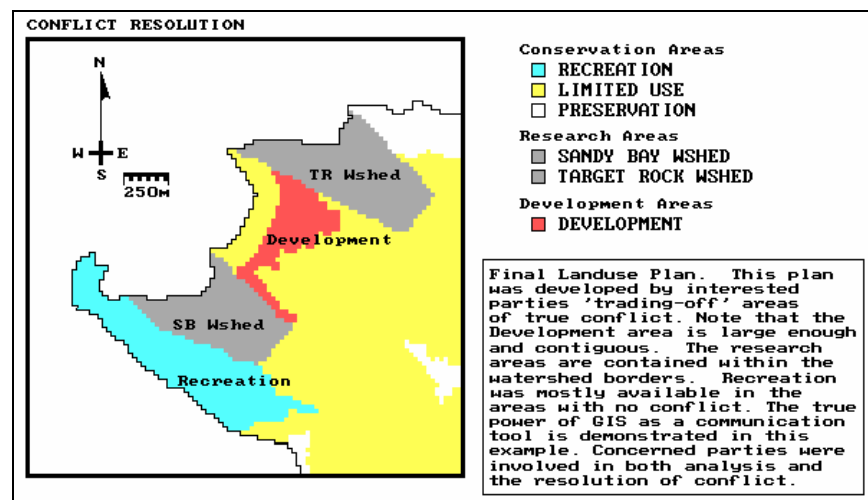 CONFLICT RESOLUTION
N
W E
S
250M
TR Wshed
Development
SB Wshed
Recreation
Conservation Areas
RECREATION
LIMITED USE
PRESERVATION
Research Areas
SANDY BAY WSHED
TARGET ROCK WSHED
Development Areas
DEVELOPMENT
Final Landuse Plan. This plan
was developed by interested
parties 'trading-off' areas
of true conflict. Note that the
Development area is large enough
and contiguous. The research
areas are contained within the
watershed borders. Recreation
was mostly available in the
areas with no conflict. The true
power of GIS as a communication
tool is demonstrated in this
example. Concerned parties were
involved in both analysis and
the resolution of conflict.